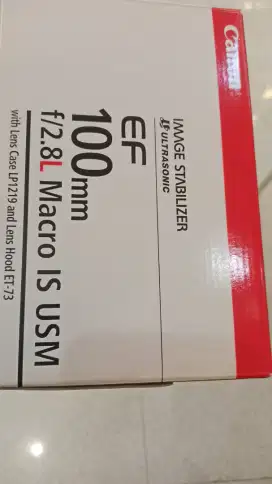 Canon
IMAGE STABILIZER
ULTRASONIC
EF
100mm
f/2.8L Macro IS USM
with Lens Case LP1219 and Lens Hood ET-73